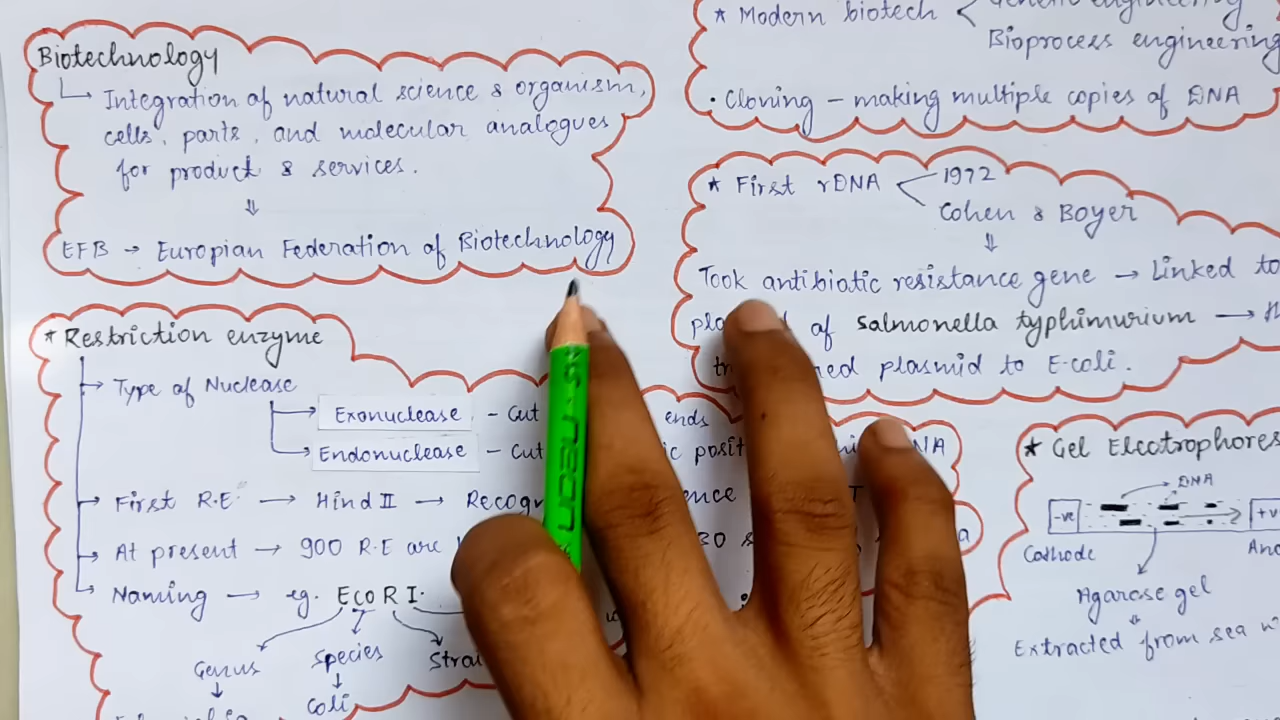 Biotechnology
Integration of natural science & organism,
cells, parts, and molecular analogues
for product & services.
EFB → Europian Federation of Biotechnology
* Restriction enzyme
Type of Nuclease
Exonuclease - Cut ends
Endonuclease - Cut
First R.E. → Hind II → Recogn
At present → 900 R.E are
Naming → eg. Eco R I.
Genus
Species
coli
* Modern biotech
Bioprocess engineering
• Cloning – making multiple copies of DNA
* First rDNA
1972
Cohen & Boyer
Took antibiotic resistance gene → Linked to
of Salmonella typhimurium →
plasmid to E-coli.
* Gel Elcotrophores
DNA
-ve
+ve
Cathode
Agarose gel
Extracted from sea
NEON